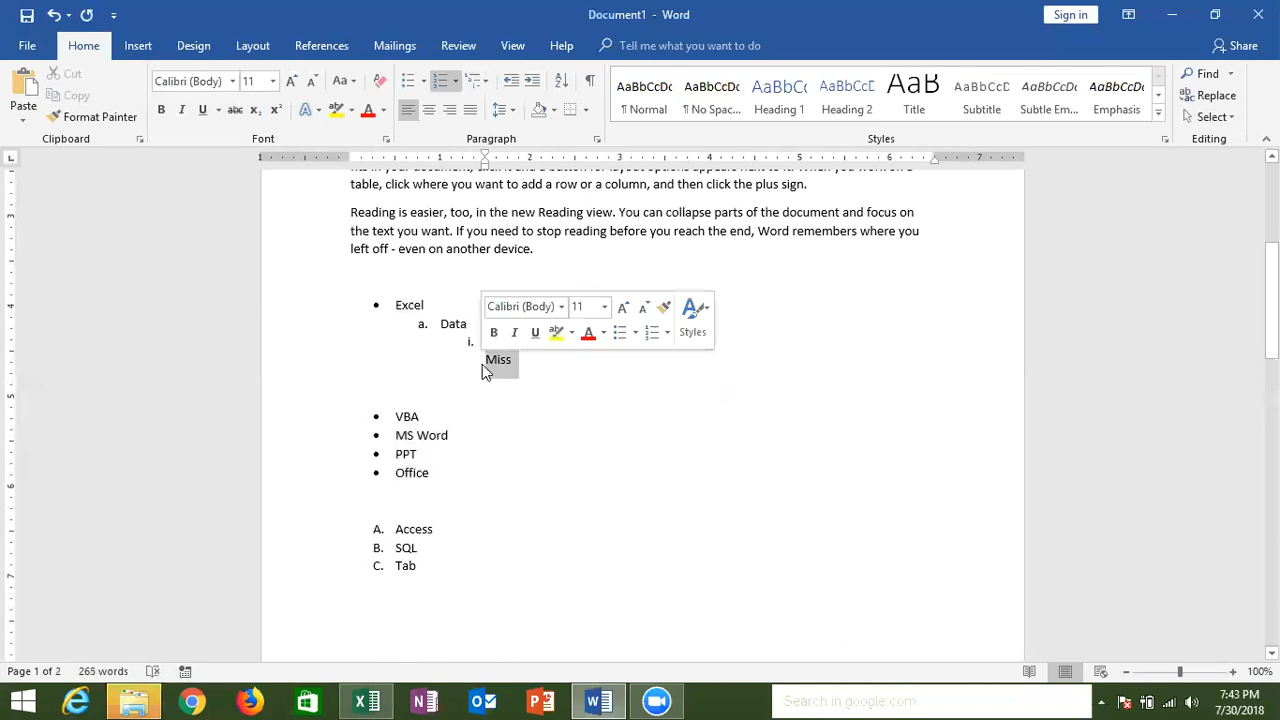 Document1 - Word
Sign in
File Home Insert Design Layout References Mailings Review View Help Tell me what you want to do Share
Paste Cut Copy Format Painter
Calibri (Body) 11
AaBbCcDc AaBbCcDc AaBbCc AaBbCcC AaB AaBbCcD AaBbCcDc AaBbCcDc
¶ Normal ¶ No Spac... Heading 1 Heading 2 Title Subtitle Subtle Em... Emphasis
Find Replace Select
Clipboard Font Paragraph Styles Editing
table, click where you want to add a row or a column, and then click the plus sign.
Reading is easier, too, in the new Reading view. You can collapse parts of the document and focus on
the text you want. If you need to stop reading before you reach the end, Word remembers where you
left off - even on another device.
• Excel
a. Data
i.
Miss
Calibri (Body) 11
B I U Styles
• VBA
• MS Word
• PPT
• Office
A. Access
B. SQL
C. Tab
Page 1 of 2 265 words 100%
Search in google.com
7:43 PM
7/30/2018